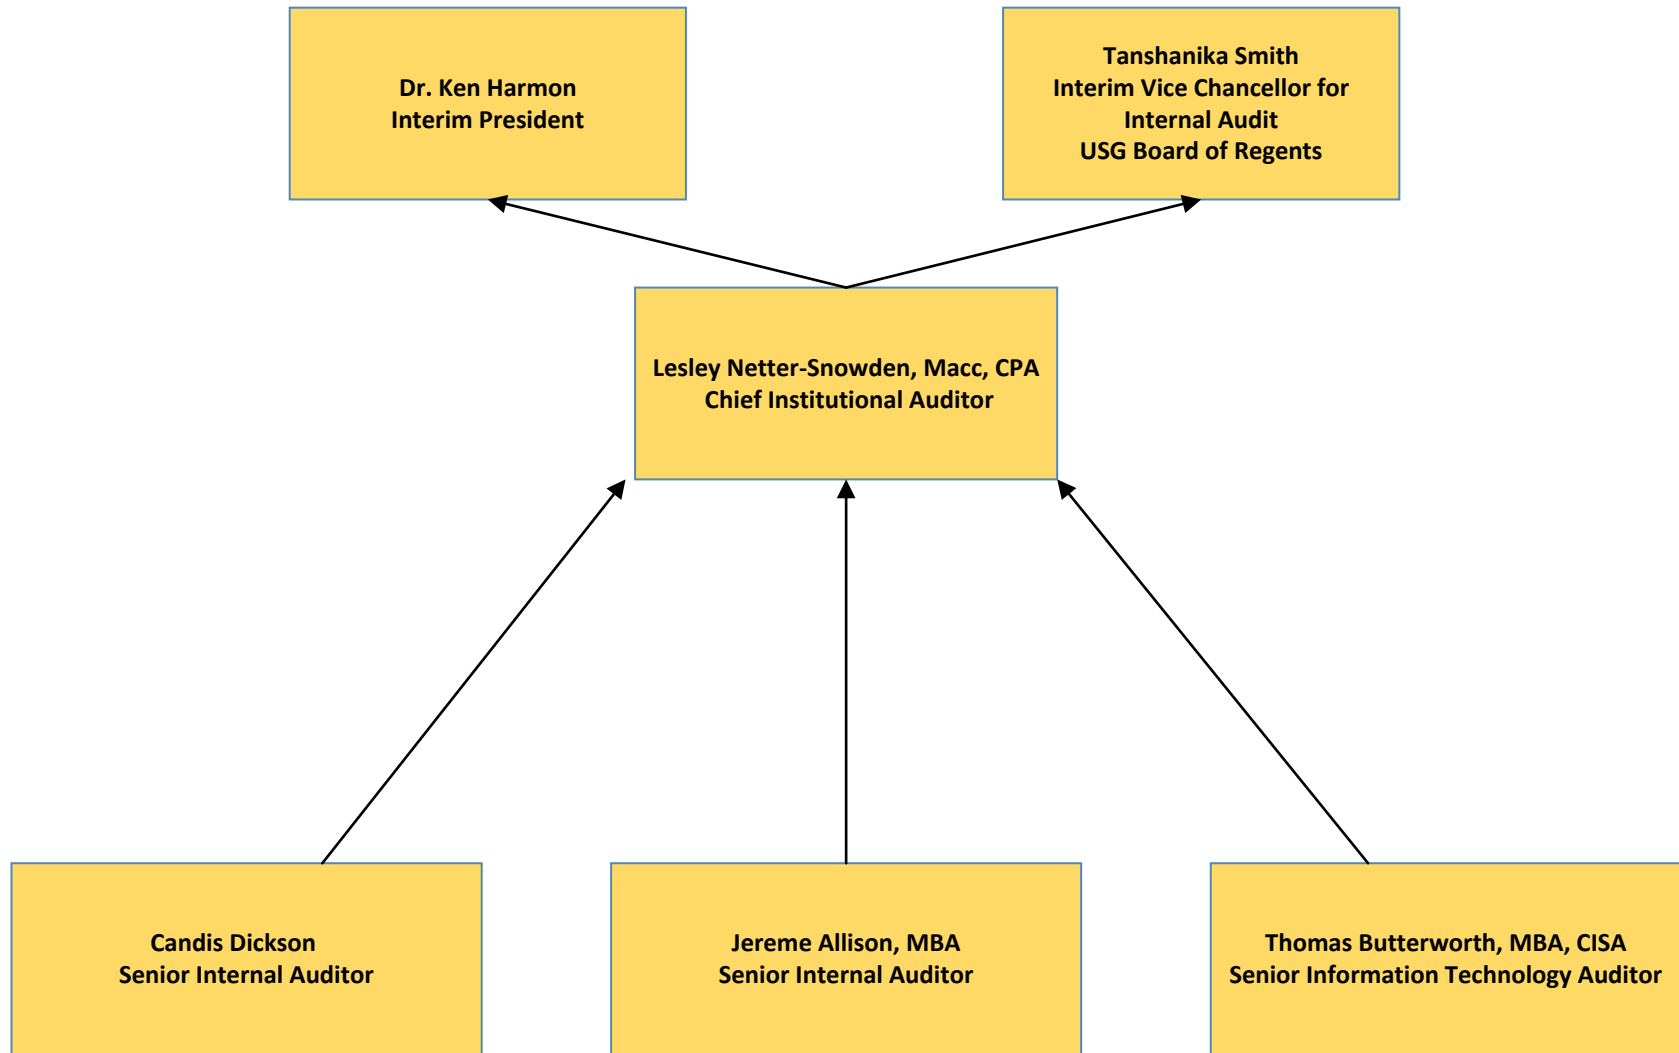 Dr. Ken Harmon
Interim President
Tanshanika Smith
Interim Vice Chancellor for
Internal Audit
USG Board of Regents
Lesley Netter-Snowden, Macc, CPA
Chief Institutional Auditor
Candis Dickson
Senior Internal Auditor
Jereme Allison, MBA
Senior Internal Auditor
Thomas Butterworth, MBA, CISA
Senior Information Technology Auditor